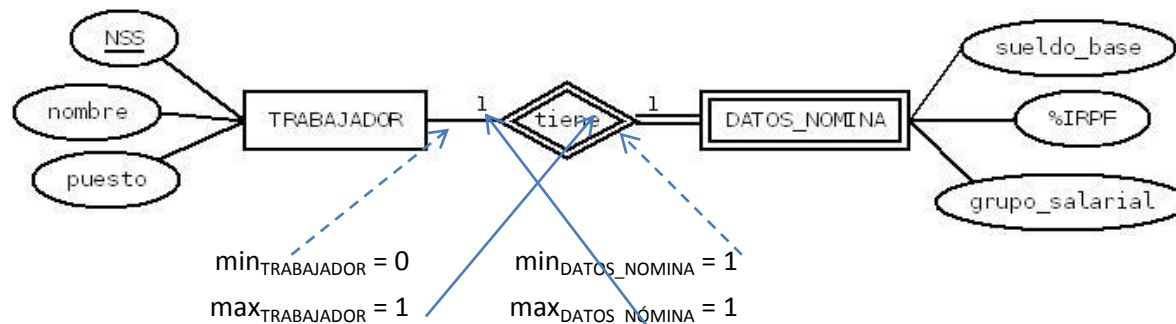 NSS
nombre
puesto
TRABAJADOR
1
tiene
1
DATOS_NOMINA
sueldo_base
%IRPF
grupo_salarial
minTRABAJADOR = 0
minDATOS_NOMINA = 1
maxTRABAJADOR = 1
maxDATOS_NÓMINA = 1